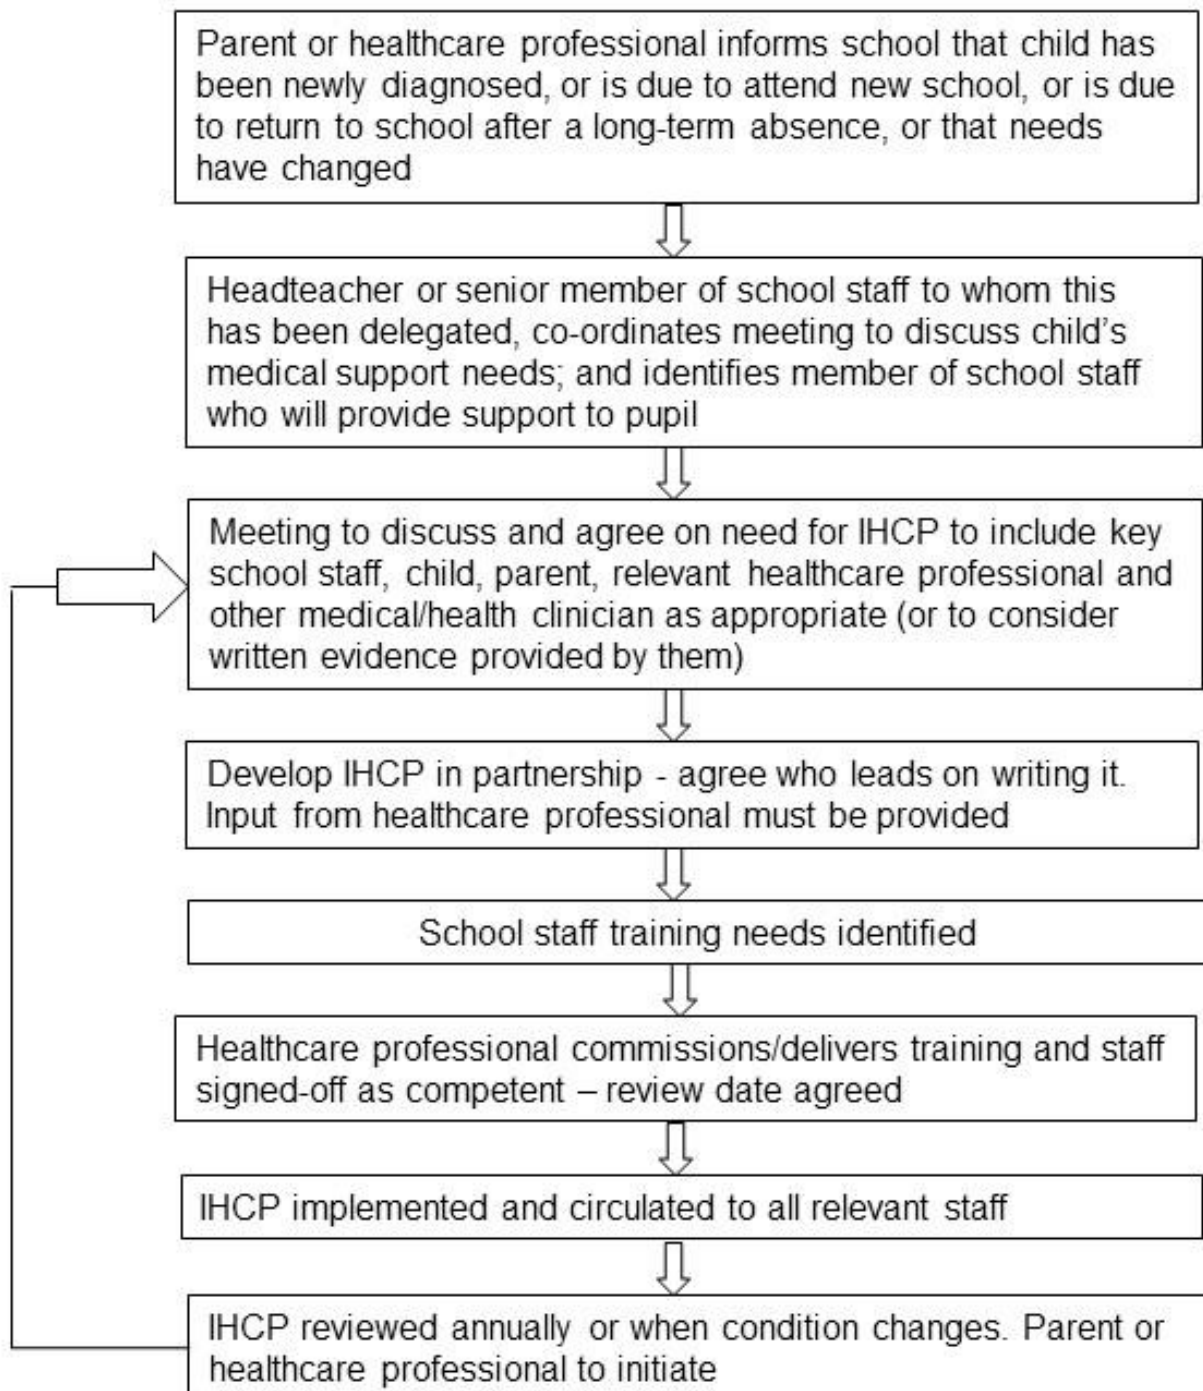 Parent or healthcare professional informs school that child has
been newly diagnosed, or is due to attend new school, or is due
to return to school after a long-term absence, or that needs
have changed
Headteacher or senior member of school staff to whom this
has been delegated, co-ordinates meeting to discuss child's
medical support needs; and identifies member of school staff
who will provide support to pupil
Meeting to discuss and agree on need for IHCP to include key
school staff, child, parent, relevant healthcare professional and
other medical/health clinician as appropriate (or to consider
written evidence provided by them)
Develop IHCP in partnership - agree who leads on writing it.
Input from healthcare professional must be provided
School staff training needs identified
Healthcare professional commissions/delivers training and staff
signed-off as competent – review date agreed
IHCP implemented and circulated to all relevant staff
IHCP reviewed annually or when condition changes. Parent or
healthcare professional to initiate